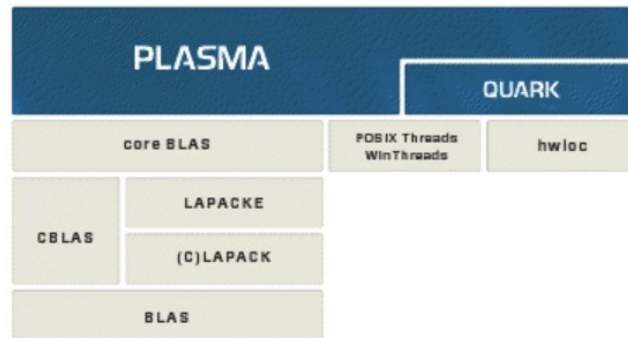 PLASMA
QUARK
core BLAS
POSIX Threads
WinThreads
hwloc
CBLAS
LAPACKE
(C)LAPACK
BLAS